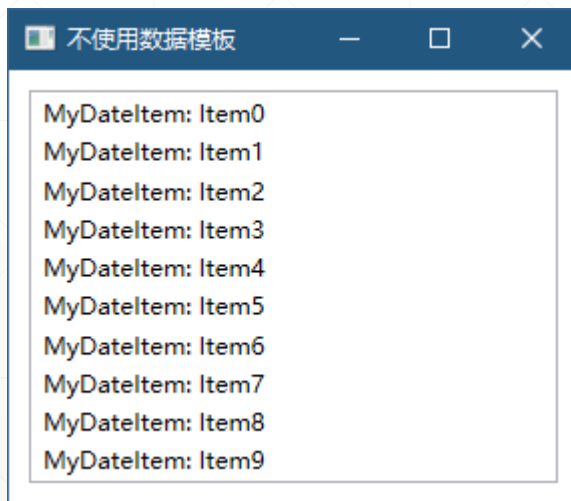 不使用数据模板
MyDateItem: Item0
MyDateItem: Item1
MyDateItem: Item2
MyDateItem: Item3
MyDateItem: Item4
MyDateItem: Item5
MyDateItem: Item6
MyDateItem: Item7
MyDateItem: Item8
MyDateItem: Item9